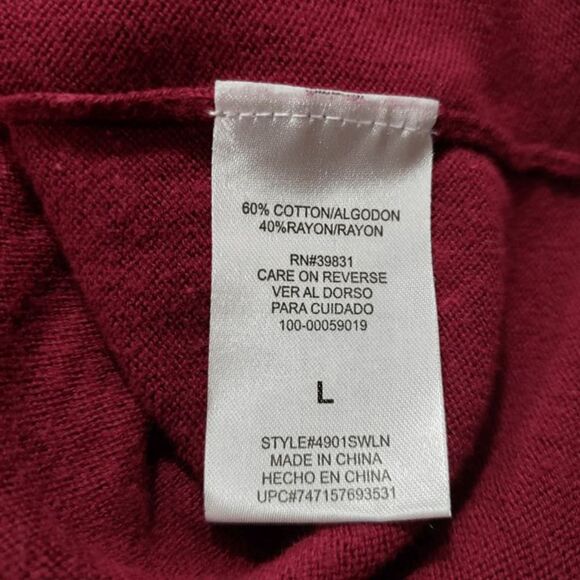 60% COTTON/ALGODON
40%RAYON/RAYON
RN#39831
CARE ON REVERSE
VER AL DORSO
PARA CUIDADO
100-00059019
L
STYLE#4901SWLN
MADE IN CHINA
HECHO EN CHINA
UPC#747157693531